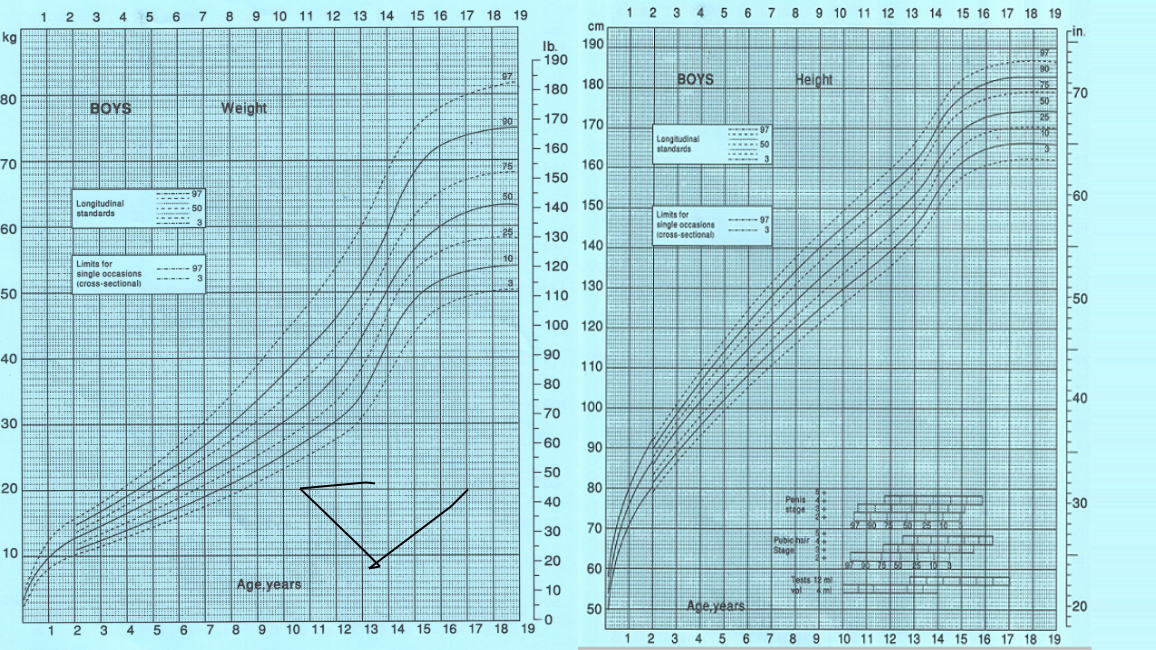 1 2 3 4 5 6 7 8 9 10 11 12 13 14 15 16 17 18 19
kg
lb.
190
80
180
170
70
160
150
140
60
130
120
50
110
100
40
90
80
30
70
60
20
50
40
10
30
20
10
0
BOYS Weight
Longitudinal
standards
97
50
3
Limits for
single occasions
(cross-sectional)
97
3
97
90
75
50
25
10
3
Age,years
1 2 3 4 5 6 7 8 9 10 11 12 13 14 15 16 17 18 19
1 2 3 4 5 6 7 8 9 10 11 12 13 14 15 16 17 18 19
cm
in.
190
180
170
160
150
140
130
120
110
100
90
80
70
60
50
70
60
50
40
30
20
BOYS Height
Longitudinal
standards
97
50
3
Limits for
single occasions
(cross-sectional)
97
3
97
90
75
50
25
10
3
Penis
stage
5 +
4 +
3 +
2 +
97 90 75 50 25 10 3
Pubic hair
Stage
5 +
4 +
3 +
2 +
97 90 75 50 25 10 3
Tests 12 ml
vol 4 ml
Age,years
1 2 3 4 5 6 7 8 9 10 11 12 13 14 15 16 17 18 19